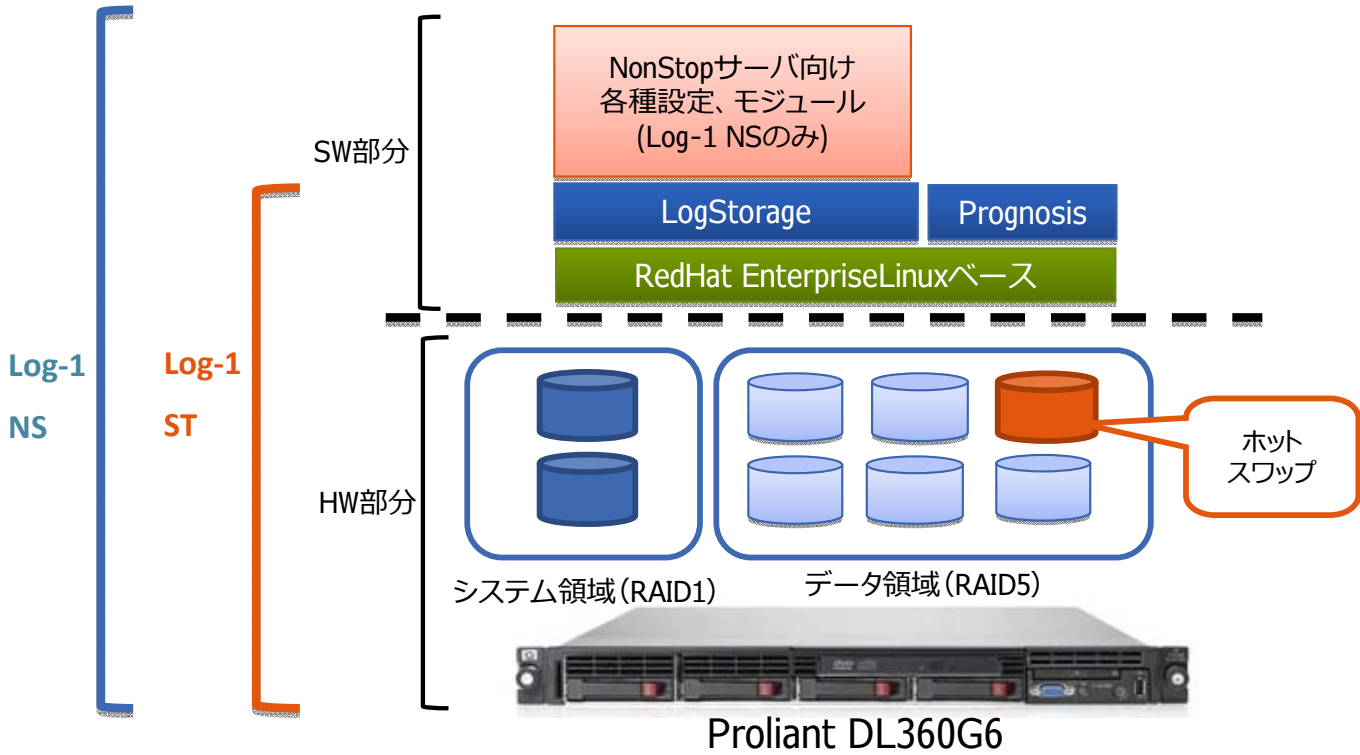 NonStopサーバ向け
各種設定、モジュール
(Log-1 NSのみ)
SW部分
LogStorage
Prognosis
RedHat EnterpriseLinuxベース
Log-1
NS
Log-1
ST
HW部分
ホット
スワップ
システム領域(RAID1)
データ領域(RAID5)
Proliant DL360G6